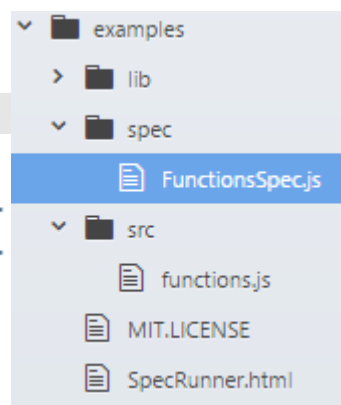 examples
lib
spec
FunctionsSpec.js
src
functions.js
MIT.LICENSE
SpecRunner.html